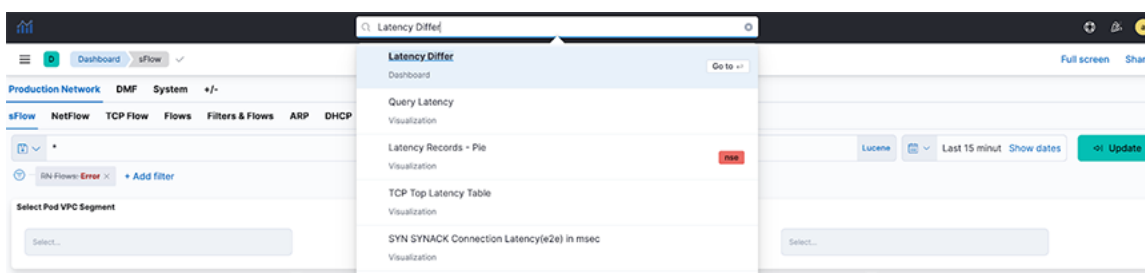 Latency Differ
D Dashboard sFlow Full screen Shar
Production Network DMF System +/-
sFlow NetFlow TCP Flow Flows Filters & Flows ARP DHCP
* Lucene Last 15 minut Show dates Update
RN Flows: Error × + Add filter
Select Pod VPC Segment
Select...
Select...
Latency Differ
Dashboard
Go to
Query Latency
Visualization
Latency Records - Pie
Visualization
nse
TCP Top Latency Table
Visualization
SYN SYNACK Connection Latency(e2e) in msec
Visualization